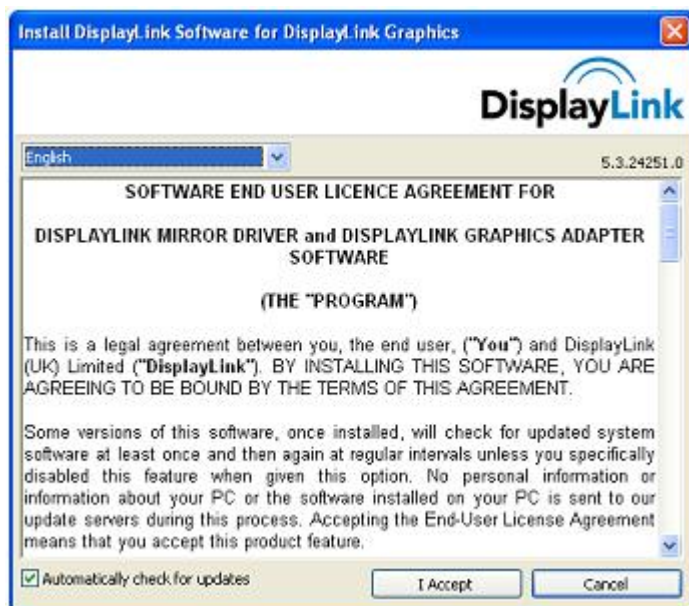 Install DisplayLink Software for DisplayLink Graphics
DisplayLink
English
5.3.24251.0
SOFTWARE END USER LICENCE AGREEMENT FOR
DISPLAYLINK MIRROR DRIVER and DISPLAYLINK GRAPHICS ADAPTER
SOFTWARE
(THE "PROGRAM")
This is a legal agreement between you, the end user, ("You") and DisplayLink
(UK) Limited ("DisplayLink"). BY INSTALLING THIS SOFTWARE, YOU ARE
AGREEING TO BE BOUND BY THE TERMS OF THIS AGREEMENT.
Some versions of this software, once installed, will check for updated system
software at least once and then again at regular intervals unless you specifically
disabled this feature when given this option. No personal information or
information about your PC or the software installed on your PC is sent to our
update servers during this process. Accepting the End-User License Agreement
means that you accept this product feature.
Automatically check for updates
I Accept
Cancel